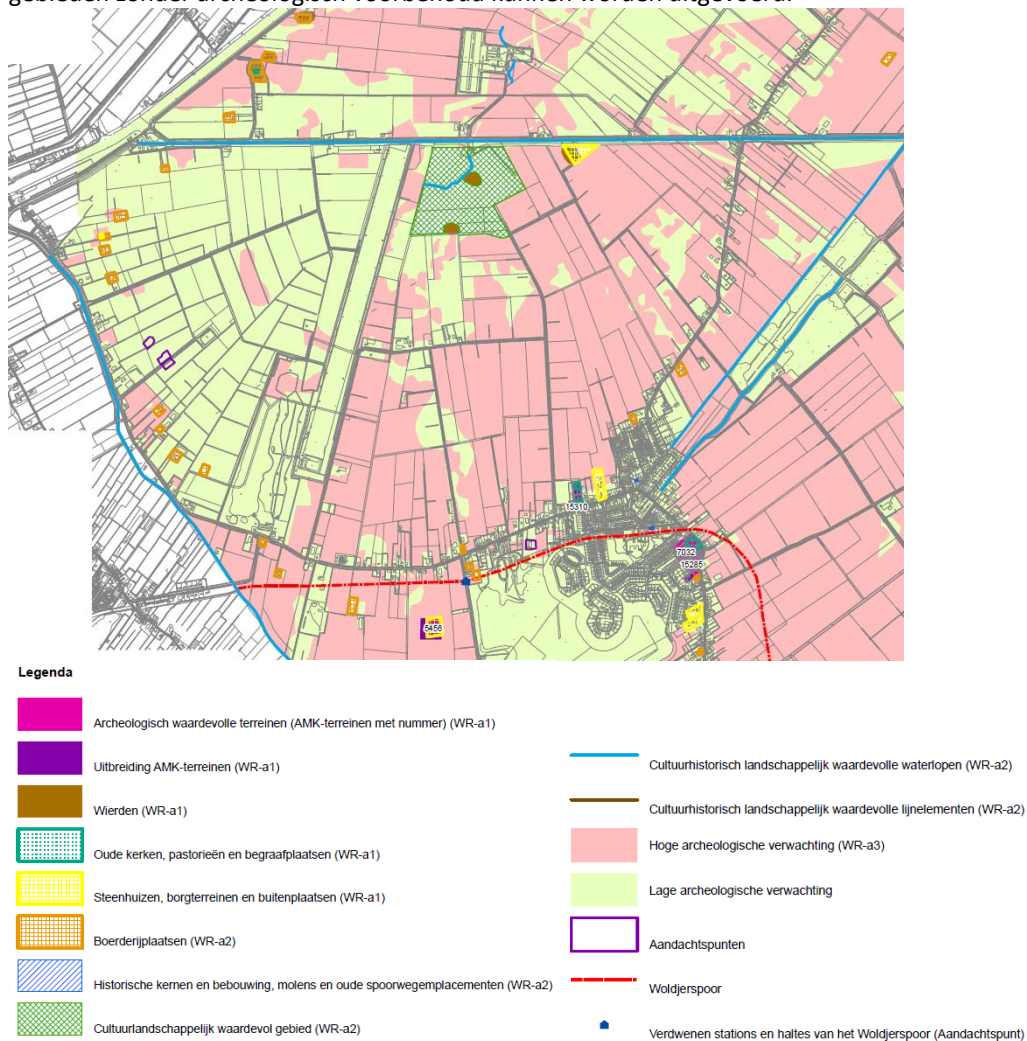 gebieden zonder archeologisch voorbehoud kunnen worden uitgevoerd.
15310
7032
15285
5456
Legenda
Archeologisch waardevolle terreinen (AMK-terreinen met nummer) (WR-a1)
Uitbreiding AMK-terreinen (WR-a1)
Wierden (WR-a1)
Oude kerken, pastorieën en begraafplaatsen (WR-a1)
Steenhuizen, borgterreinen en buitenplaatsen (WR-a1)
Boerderijplaatsen (WR-a2)
Historische kernen en bebouwing, molens en oude spoorwegemplacementen (WR-a2)
Cultuurlandschappelijk waardevol gebied (WR-a2)
Cultuurhistorisch landschappelijk waardevolle waterlopen (WR-a2)
Cultuurhistorisch landschappelijk waardevolle lijnelementen (WR-a2)
Hoge archeologische verwachting (WR-a3)
Lage archeologische verwachting
Aandachtspunten
Woldjerspoor
Verdwenen stations en haltes van het Woldjerspoor (Aandachtspunt)